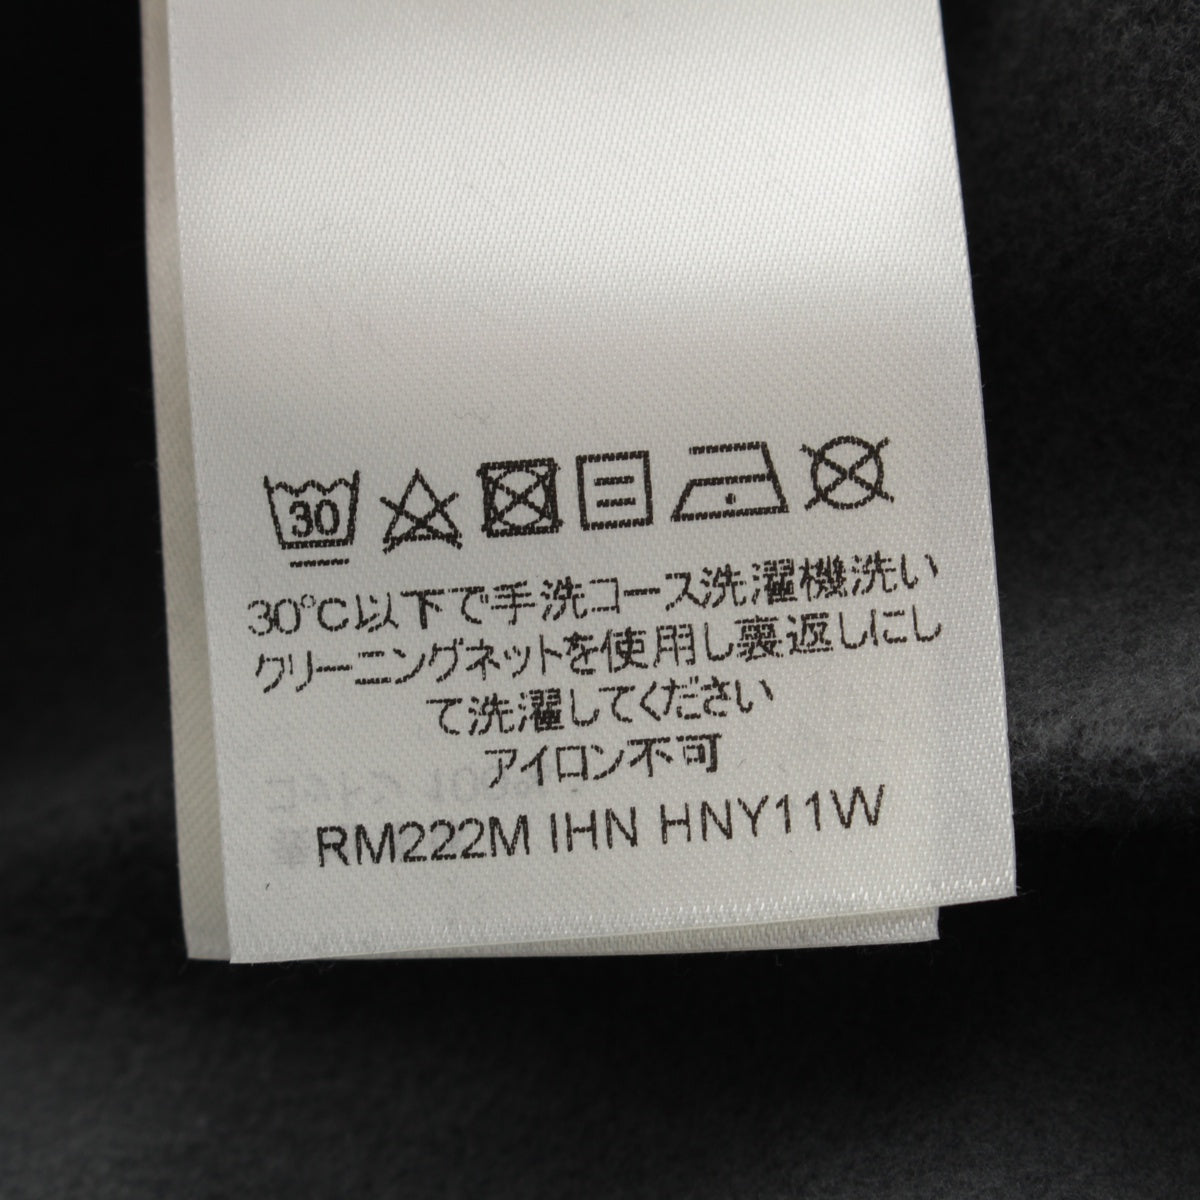 30
30℃以下で手洗コース洗濯機洗い
クリーニングネットを使用し裏返しにし
て洗濯してください
アイロン不可
RM222M IHN HNY11W